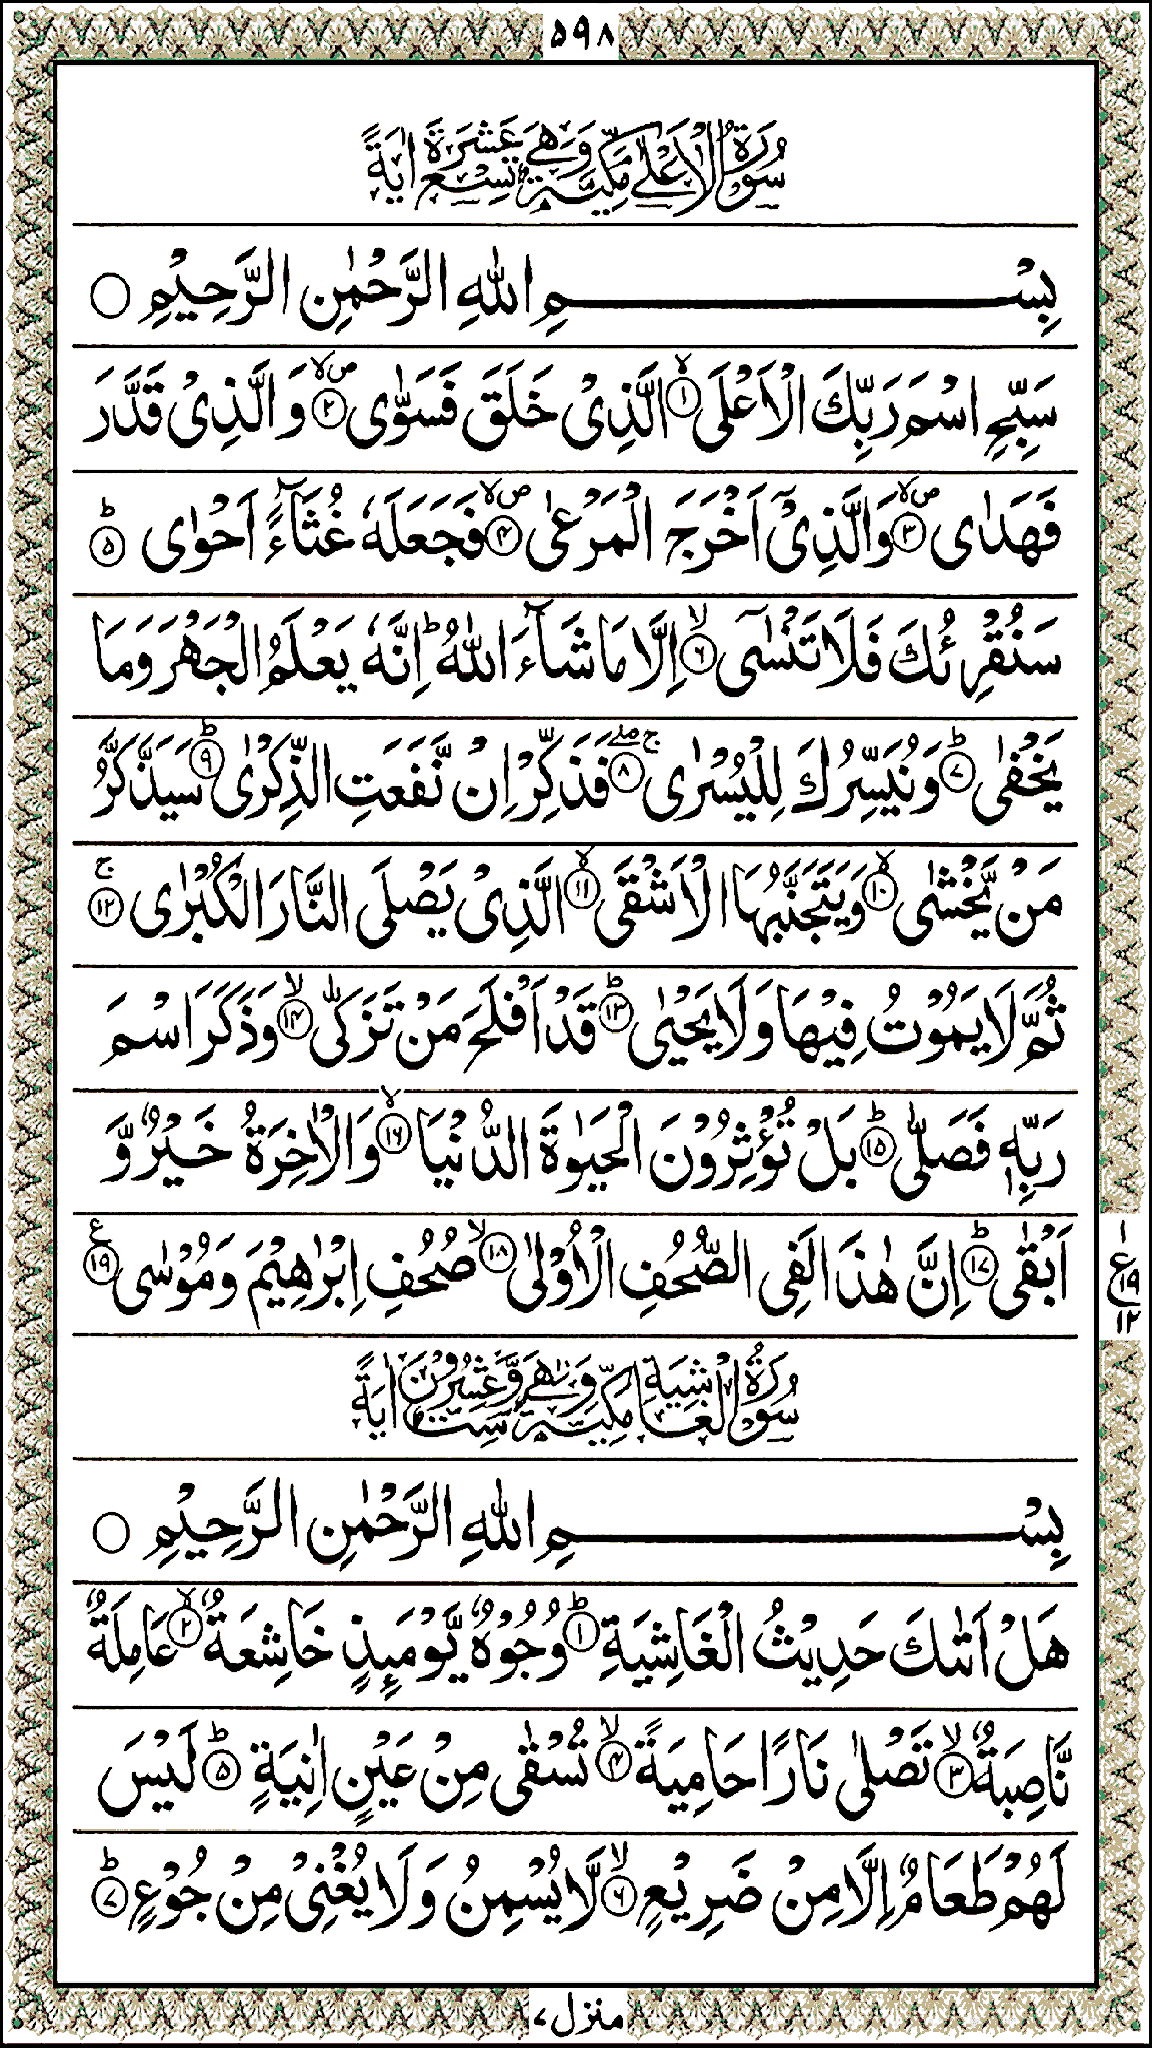 ۵۹۸
سُوْرَةُ الْاَعْلٰى مَكِّيَّةٌ وَّهِيَ تِسْعَ عَشَرَةَ اٰيَةً
بِسْمِ اللّٰهِ الرَّحْمٰنِ الرَّحِيْمِ ○
سَبِّحِ اسْمَ رَبِّكَ الْاَعْلَى ۙ﴿۱﴾ الَّذِىْ خَلَقَ فَسَوّٰى ۪ۙ﴿۲﴾ وَ الَّذِىْ قَدَّرَ
فَهَدٰى ۪ۙ﴿۳﴾ وَالَّذِىْۤ اَخْرَجَ الْمَرْعٰى ۪ۙ﴿۴﴾ فَجَعَلَهٗ غُثَآءً اَحْوٰى ؕ﴿۵﴾
سَنُقْرِئُكَ فَلَا تَنْسٰٓى ۙ﴿۶﴾ اِلَّا مَا شَآءَ اللّٰهُ ؕ اِنَّهٗ يَعْلَمُ الْجَهْرَ وَمَا
يَخْفٰى ؕ﴿۷﴾ وَنُيَسِّرُكَ لِلْيُسْرٰى ۚۖ﴿۸﴾ فَذَكِّرْ اِنْ نَّفَعَتِ الذِّكْرٰى ؕ﴿۹﴾ سَيَذَّكَّرُ
مَنْ يَّخْشٰى ۙ﴿۱۰﴾ وَيَتَجَنَّبُهَا الْاَشْقَى ۙ﴿۱۱﴾ الَّذِىْ يَصْلَى النَّارَ الْكُبْرٰى ۚ﴿۱۲﴾
ثُمَّ لَا يَمُوْتُ فِيْهَا وَلَا يَحْيٰى ؕ﴿۱۳﴾ قَدْ اَفْلَحَ مَنْ تَزَكّٰى ۙ﴿۱۴﴾ وَذَكَرَ اسْمَ
رَبِّهٖ فَصَلّٰى ؕ﴿۱۵﴾ بَلْ تُؤْثِرُوْنَ الْحَيٰوةَ الدُّنْيَا ۙ﴿۱۶﴾ وَالْاٰخِرَةُ خَيْرٌ وَّ
اَبْقٰى ؕ﴿۱۷﴾ اِنَّ هٰذَا لَفِى الصُّحُفِ الْاُوْلٰى ۙ﴿۱۸﴾ صُحُفِ اِبْرٰهِيْمَ وَمُوْسٰى ﴿۱۹﴾ ع
۱
ع ۱۹
۱۲
سُوْرَةُ الْغَاشِيَةِ مَكِّيَّةٌ وَّهِيَ سِتٌّ وَّعِشْرُوْنَ اٰيَةً
بِسْمِ اللّٰهِ الرَّحْمٰنِ الرَّحِيْمِ ○
هَلْ اَتٰىكَ حَدِيْثُ الْغَاشِيَةِ ؕ﴿۱﴾ وُجُوْهٌ يَّوْمَئِذٍ خَاشِعَةٌ ۙ﴿۲﴾ عَامِلَةٌ
نَّاصِبَةٌ ۙ﴿۳﴾ تَصْلٰى نَارًا حَامِيَةً ۙ﴿۴﴾ تُسْقٰى مِنْ عَيْنٍ اٰنِيَةٍ ؕ﴿۵﴾ لَيْسَ
لَهُمْ طَعَامٌ اِلَّا مِنْ ضَرِيْعٍ ۙ﴿۶﴾ لَّا يُسْمِنُ وَلَا يُغْنِىْ مِنْ جُوْعٍ ؕ﴿۷﴾
منزل ۷